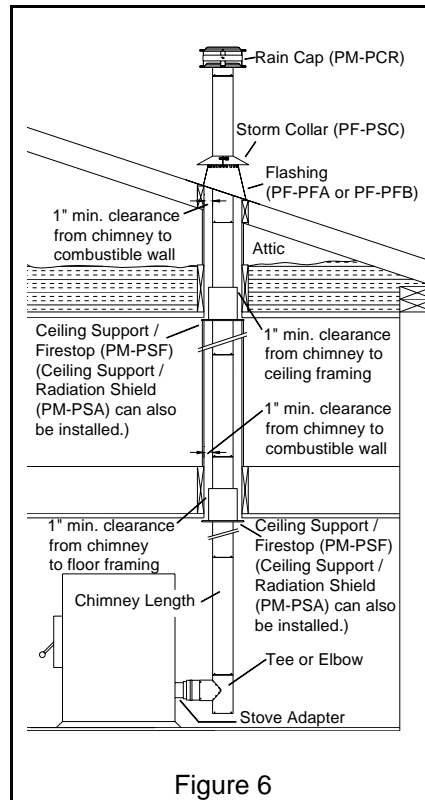 Rain Cap (PM-PCR)
Storm Collar (PF-PSC)
Flashing
(PF-PFA or PF-PFB)
1" min. clearance
from chimney to
combustible wall
Attic
Ceiling Support /
Firestop (PM-PSF)
(Ceiling Support /
Radiation Shield
(PM-PSA) can also
be installed.)
1" min. clearance
from chimney to
ceiling framing
1" min. clearance
from chimney to
combustible wall
1" min. clearance
from chimney
to floor framing
Ceiling Support /
Firestop (PM-PSF)
(Ceiling Support /
Radiation Shield
(PM-PSA) can also
be installed.)
Chimney Length
Tee or Elbow
Stove Adapter
Figure 6